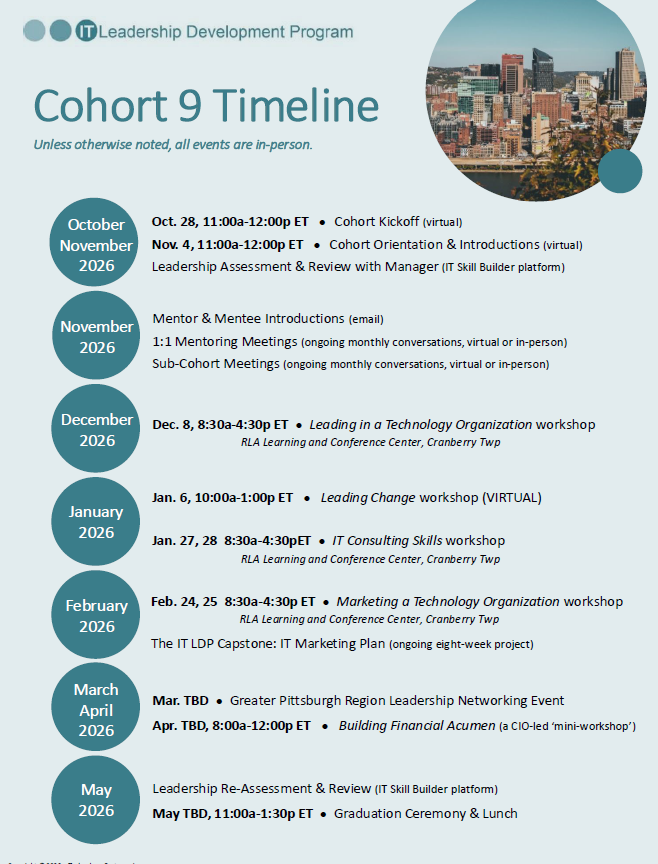 IT Leadership Development Program
Cohort 9 Timeline
Unless otherwise noted, all events are in-person.
October
November
2026
Oct. 28, 11:00a-12:00p ET • Cohort Kickoff (virtual)
Nov. 4, 11:00a-12:00p ET • Cohort Orientation & Introductions (virtual)
Leadership Assessment & Review with Manager (IT Skill Builder platform)
November
2026
Mentor & Mentee Introductions (email)
1:1 Mentoring Meetings (ongoing monthly conversations, virtual or in-person)
Sub-Cohort Meetings (ongoing monthly conversations, virtual or in-person)
December
2026
Dec. 8, 8:30a-4:30p ET • Leading in a Technology Organization workshop
RLA Learning and Conference Center, Cranberry Twp
January
2026
Jan. 6, 10:00a-1:00p ET • Leading Change workshop (VIRTUAL)
Jan. 27, 28 8:30a-4:30pET • IT Consulting Skills workshop
RLA Learning and Conference Center, Cranberry Twp
February
2026
Feb. 24, 25 8:30a-4:30p ET • Marketing a Technology Organization workshop
RLA Learning and Conference Center, Cranberry Twp
The IT LDP Capstone: IT Marketing Plan (ongoing eight-week project)
March
April
2026
Mar. TBD • Greater Pittsburgh Region Leadership Networking Event
Apr. TBD, 8:00a-12:00p ET • Building Financial Acumen (a CIO-led ‘mini-workshop’)
May
2026
Leadership Re-Assessment & Review (IT Skill Builder platform)
May TBD, 11:00a-1:30p ET • Graduation Ceremony & Lunch